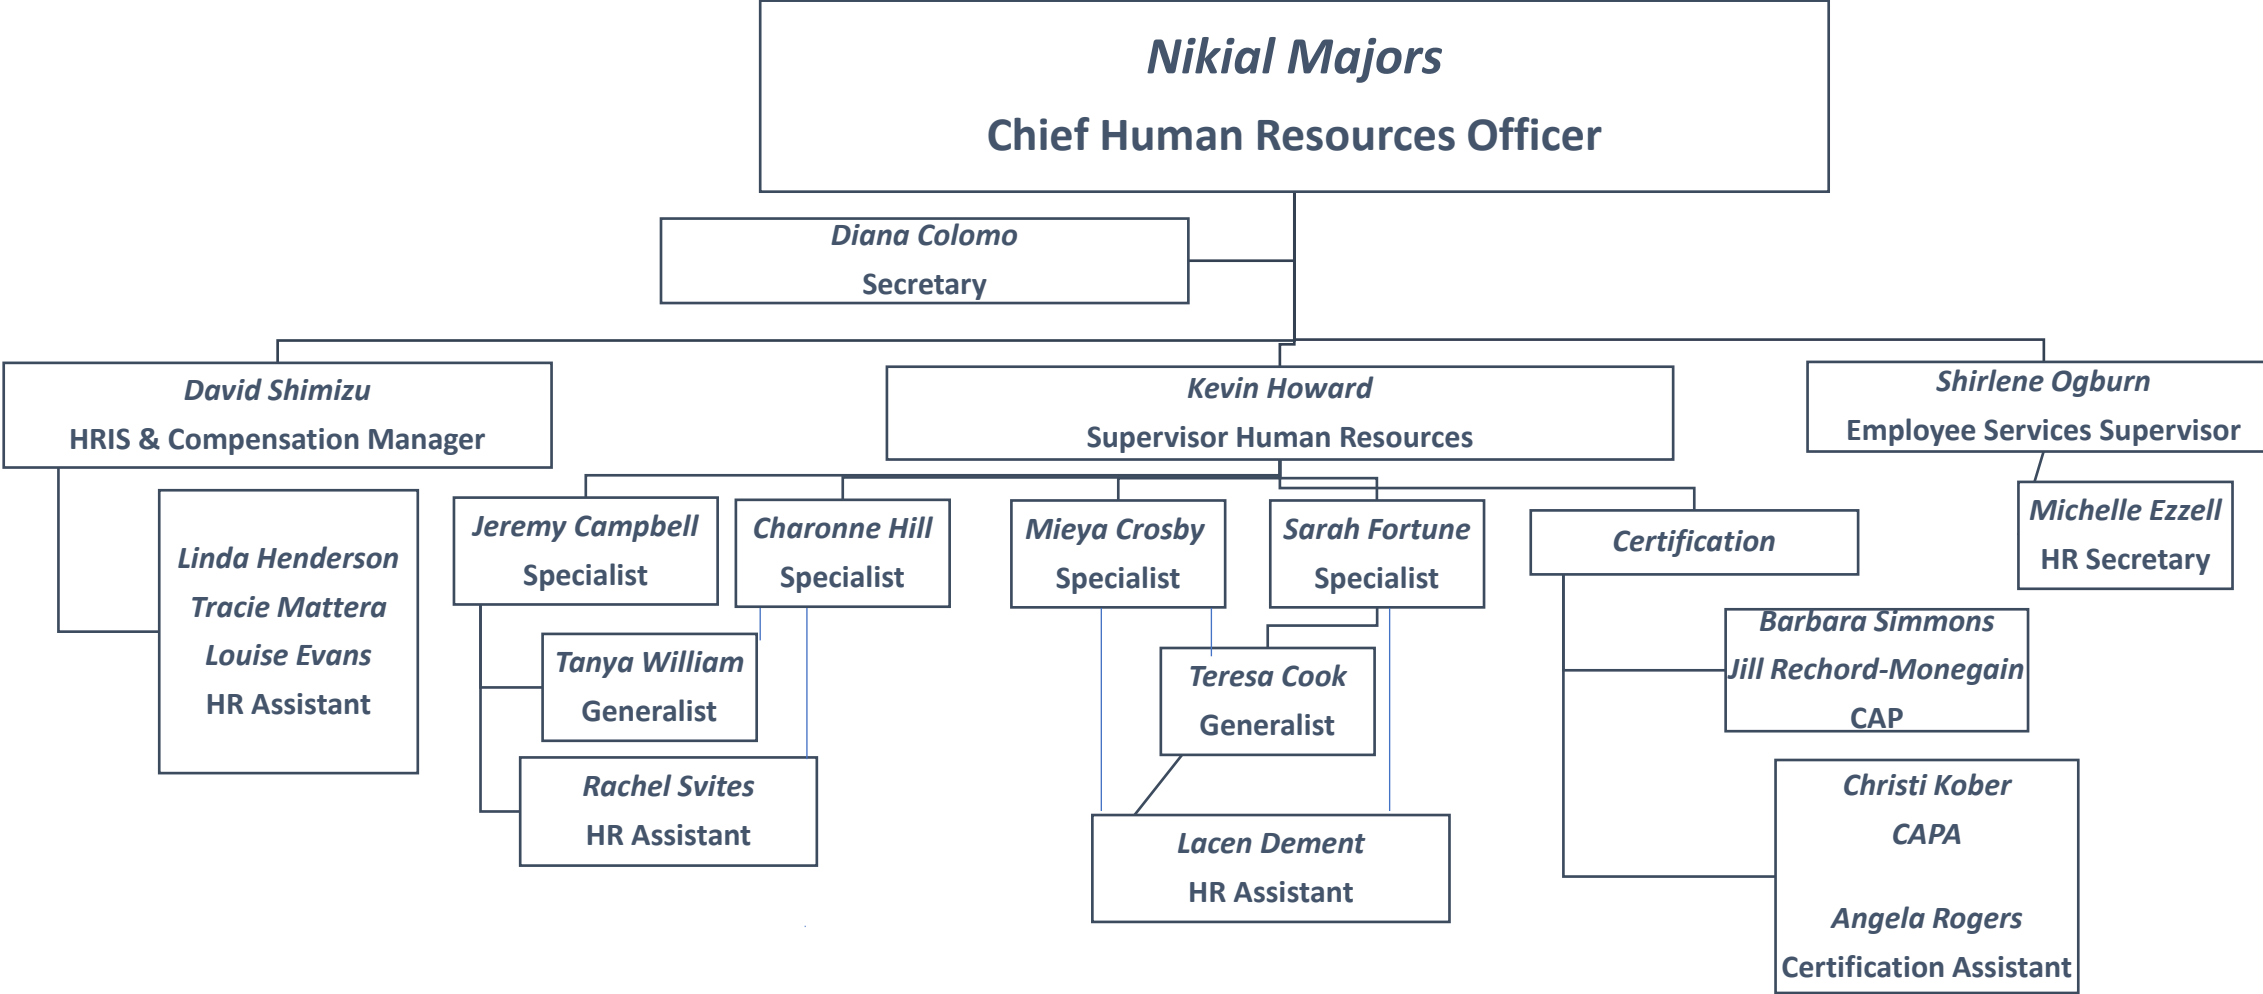 Nikial Majors
Chief Human Resources Officer
Diana Colomo
Secretary
David Shimizu
HRIS & Compensation Manager
Kevin Howard
Supervisor Human Resources
Shirlene Ogburn
Employee Services Supervisor
Linda Henderson
Tracie Mattera
Louise Evans
HR Assistant
Jeremy Campbell
Specialist
Charonne Hill
Specialist
Mieya Crosby
Specialist
Sarah Fortune
Specialist
Certification
Michelle Ezzell
HR Secretary
Tanya William
Generalist
Rachel Svites
HR Assistant
Teresa Cook
Generalist
Lacen Dement
HR Assistant
Barbara Simmons
Jill Rechord-Monegain
CAP
Christi Kober
CAPA
Angela Rogers
Certification Assistant